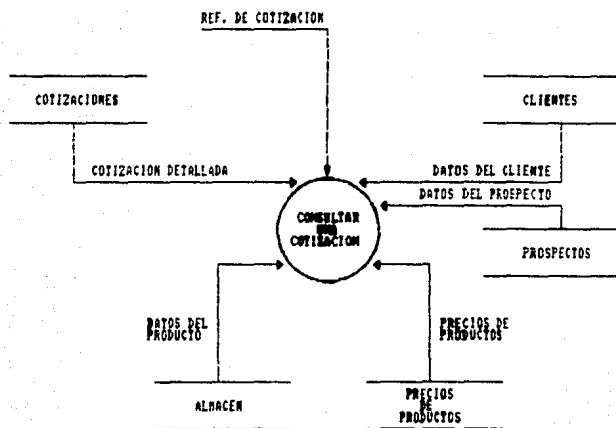 REF. DE COTIZACION
COTIZACIONES
CLIENTES
COTIZACION DETALLADA
DATOS DEL CLIENTE
DATOS DEL PROSPECTO
CONSULTAR
UNA
COTIZACION
PROSPECTOS
DATOS DEL
PRODUCTO
PRECIOS DE
PRODUCTOS
ALMACEN
PRECIOS
DE
PRODUCTOS